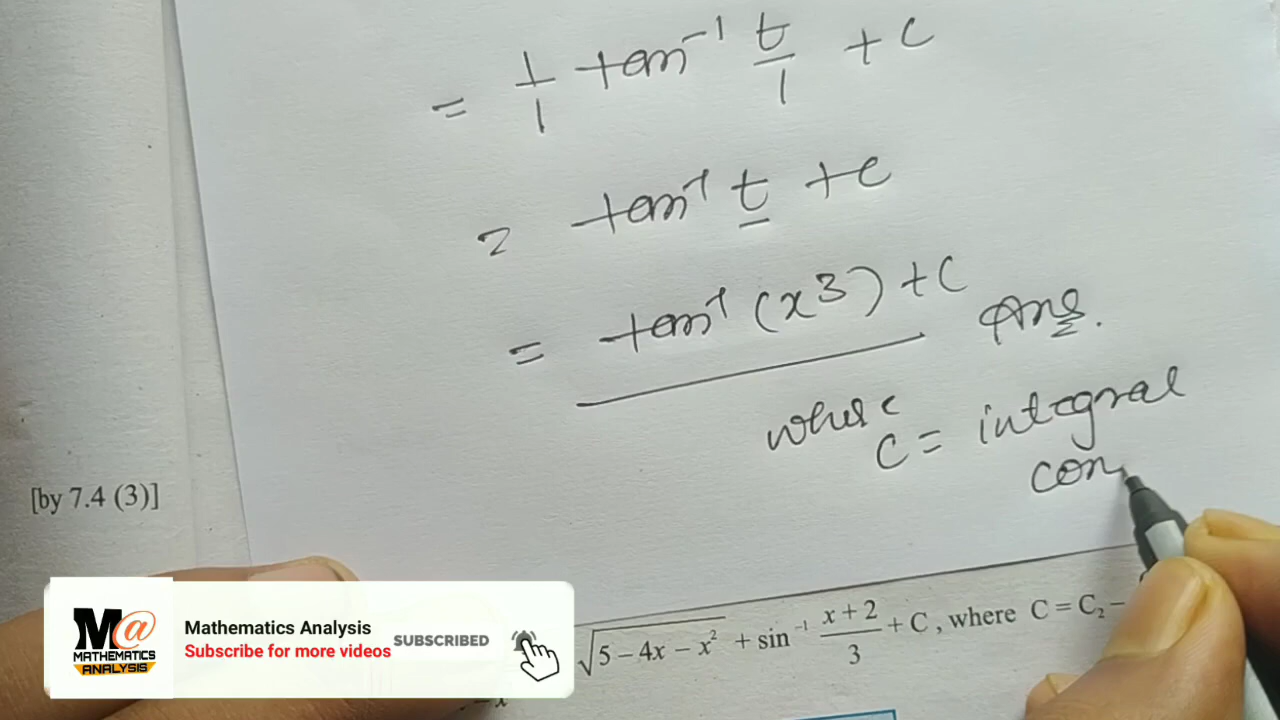 = 1/1 tan⁻¹ t/1 + c
= tan⁻¹ t + c
= tan⁻¹ (x3) + c Ans.
where
c = integral
con
[by 7.4 (3)]
√5 – 4x – x² + sin⁻¹ x + 2/3 + C , where C = C₂ –
M@
MATHEMATICS
ANALYSIS
Mathematics Analysis
Subscribe for more videos
SUBSCRIBED